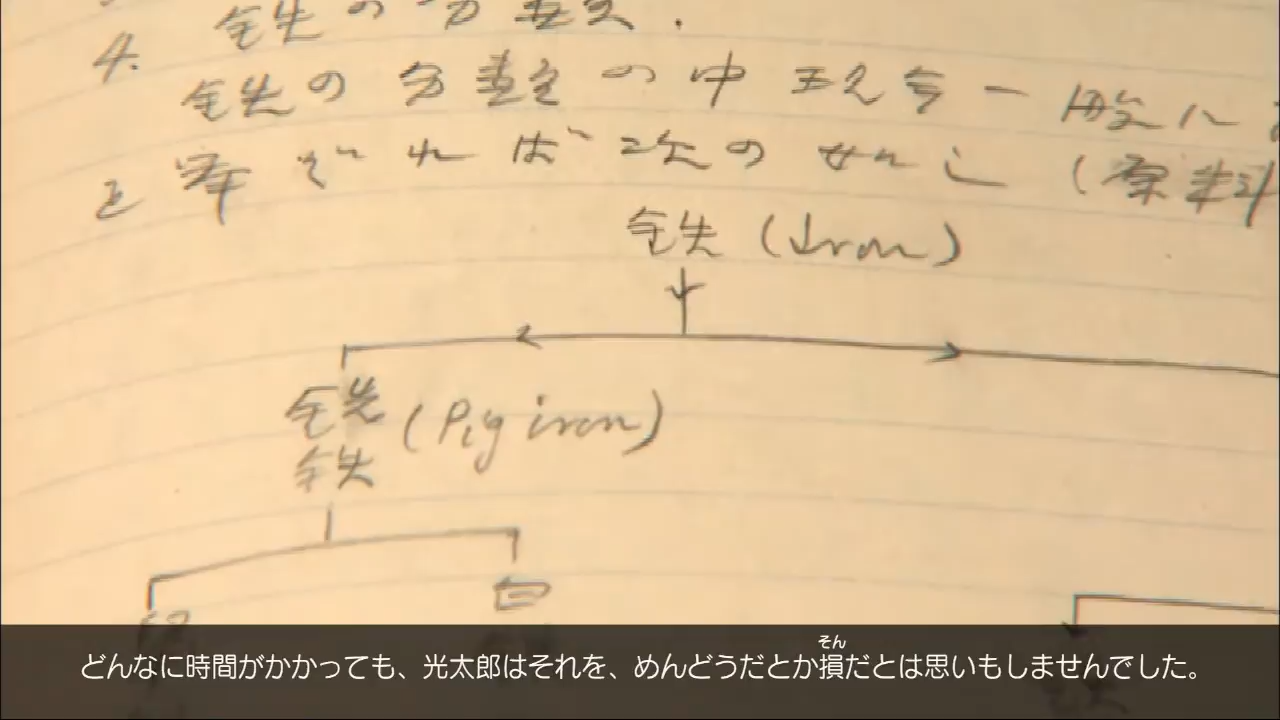 4. 鉄の分類.
鉄の分類の中 現今一般に
を挙ぐれば 次の如し (原料
鉄 (Iron)
銑 (Pig iron)
鉄
白
そん
どんなに時間がかかっても、光太郎はそれを、めんどうだとか損だとは思いもしませんでした。